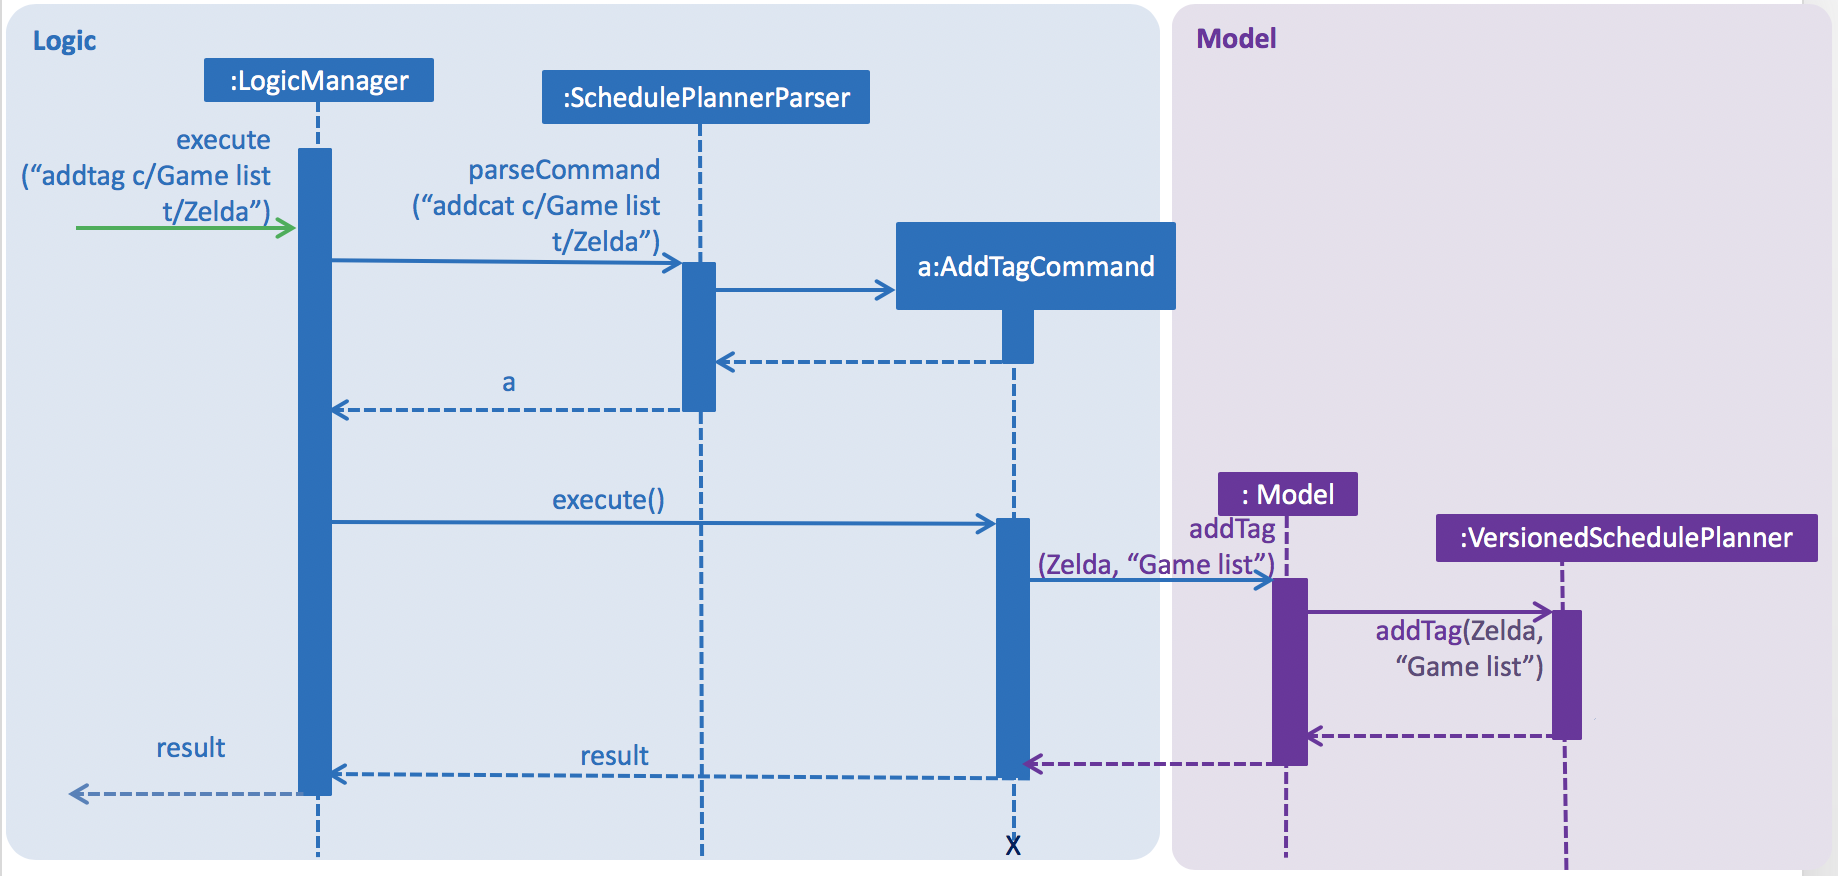 Logic
Model
:LogicManager
:SchedulePlannerParser
execute
(“addtag c/Game list
t/Zelda”)
parseCommand
(“addcat c/Game list
t/Zelda”)
a:AddTagCommand
a
execute()
: Model
addTag
(Zelda, “Game list”)
:VersionedSchedulePlanner
addTag(Zelda,
“Game list”)
result
result
X